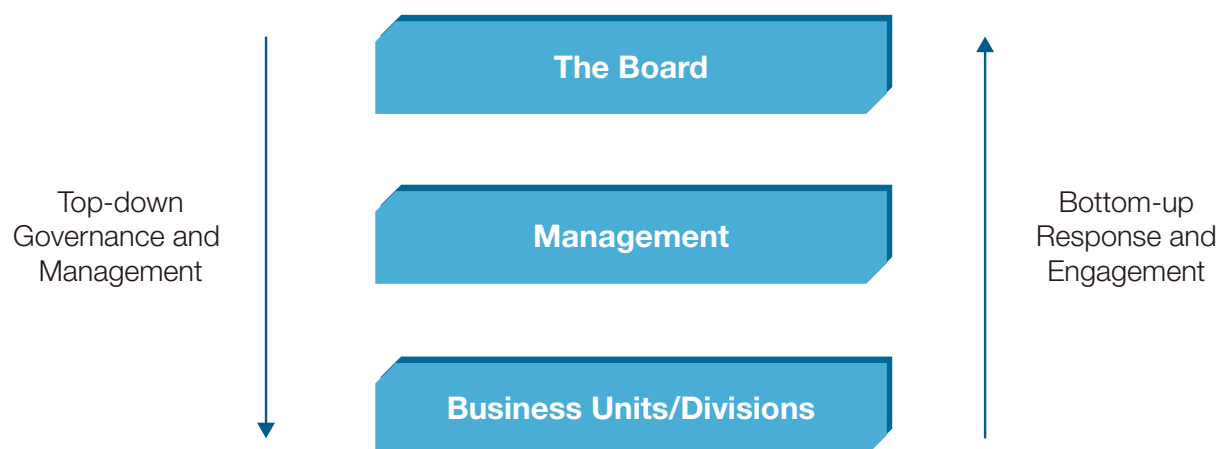 The Board
Top-down
Governance and
Management
Management
Bottom-up
Response and
Engagement
Business Units/Divisions